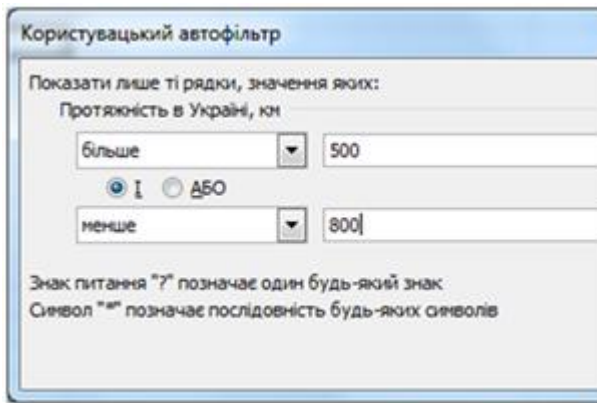 Користувацький автофільтр
Показати лише ті рядки, значення яких:
Протяжність в Україні, км
більше 500
І АБО
менше 800
Знак питання "?" позначає один будь-який знак
Символ "*" позначає послідовність будь-яких символів